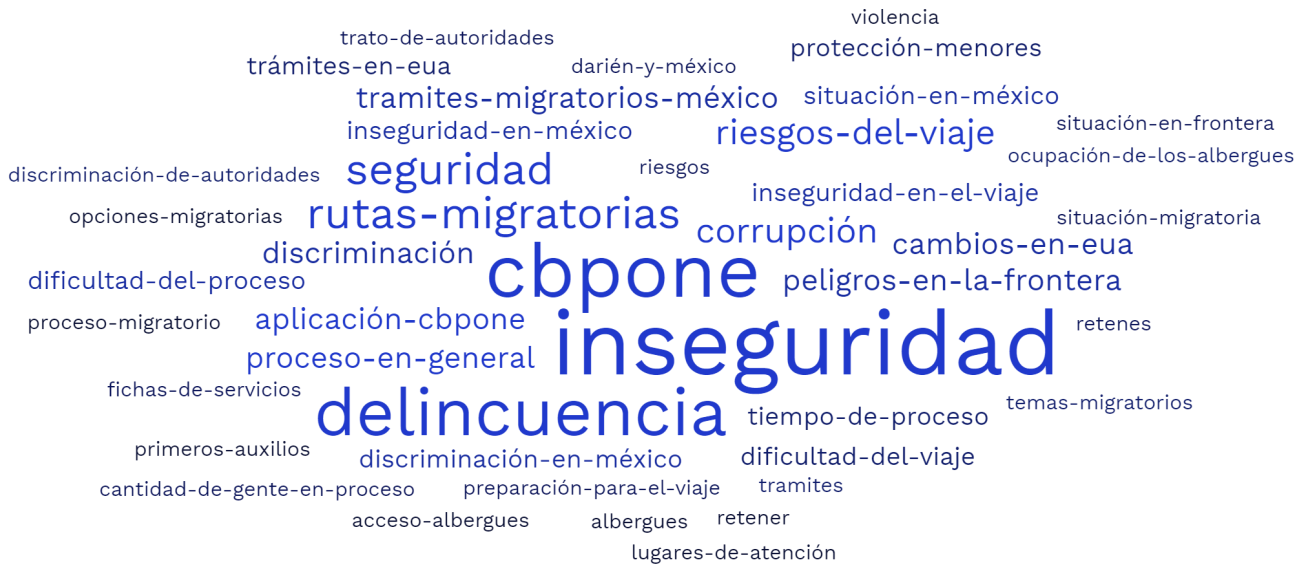 violencia
trato-de-autoridades
protección-menores
trámites-en-eua
darién-y-méxico
tramites-migratorios-méxico
situación-en-méxico
inseguridad-en-méxico
riesgos-del-viaje
situación-en-frontera
ocupación-de-los-albergues
seguridad
riesgos
discriminación-de-autoridades
inseguridad-en-el-viaje
opciones-migratorias
rutas-migratorias
situación-migratoria
corrupción
cambios-en-eua
discriminación
cbpone
peligros-en-la-frontera
dificultad-del-proceso
proceso-migratorio
aplicación-cbpone
inseguridad
retenes
proceso-en-general
fichas-de-servicios
delincuencia
tiempo-de-proceso
temas-migratorios
primeros-auxilios
discriminación-en-méxico
dificultad-del-viaje
cantidad-de-gente-en-proceso
preparación-para-el-viaje
tramites
acceso-albergues
albergues
retener
lugares-de-atención